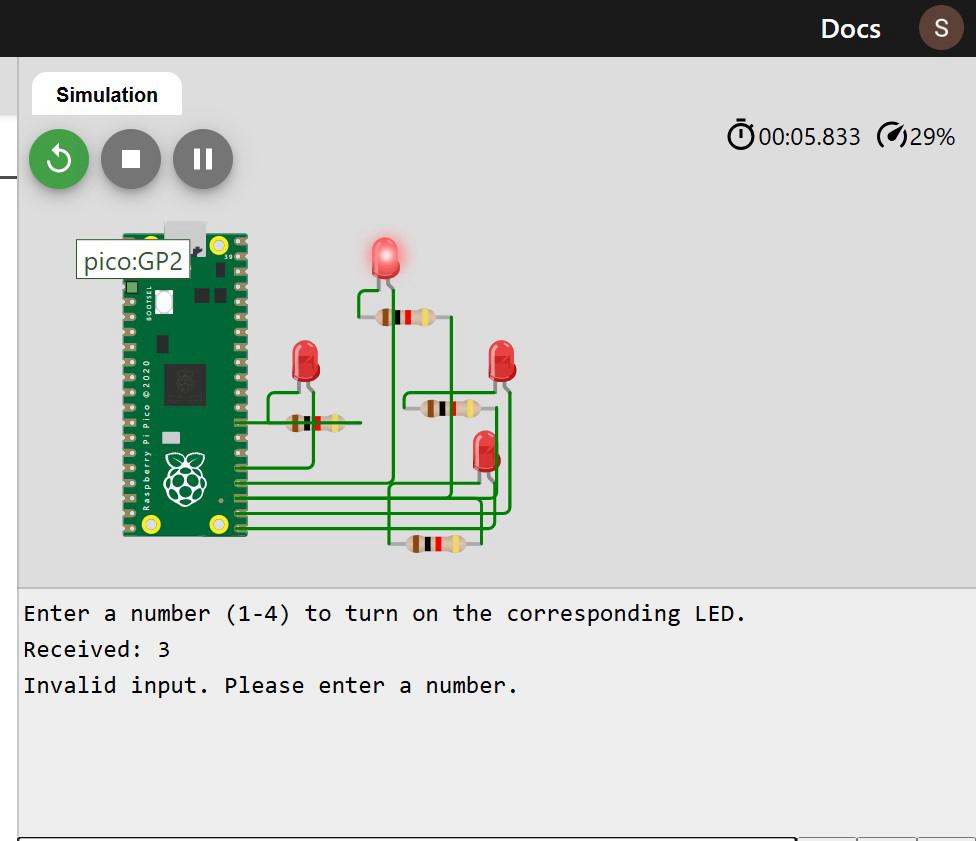 Docs
S
Simulation
00:05.833
29%
39
pico:GP2
BOOTSEL
Raspberry Pi Pico ©2020
Enter a number (1-4) to turn on the corresponding LED.
Received: 3
Invalid input. Please enter a number.